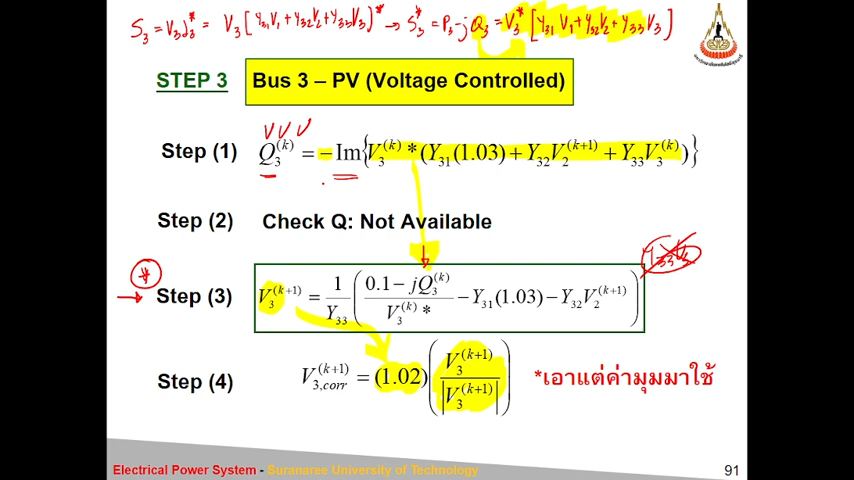 S₃ = V₃I₃* = V₃[Y₃₁V₁+Y₃₂V₂+Y₃₃V₃]* → S₃* = P₃-jQ₃ = V₃*[Y₃₁V₁+Y₃₂V₂+Y₃₃V₃]
STEP 3 Bus 3 – PV (Voltage Controlled)
Step (1) Q₃^(k) = −Im{V₃^(k) * (Y₃₁(1.03) + Y₃₂V₂^(k+1) + Y₃₃V₃^(k))}
Step (2) Check Q: Not Available
Step (3) V₃^(k+1) = 1/Y₃₃ ( (0.1 − jQ₃^(k))/(V₃^(k) *) − Y₃₁(1.03) − Y₃₂V₂^(k+1) )
Step (4) V₃,corr^(k+1) = (1.02)( V₃^(k+1) / |V₃^(k+1)| ) *เอาแต่ค่ามุมมาใช้
Electrical Power System - Suranaree University of Technology 91